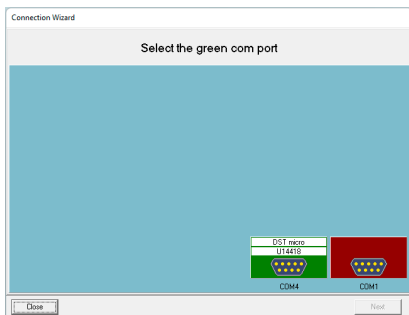 Connection Wizard
Select the green com port
DST micro
U14418
COM4 COM1
Close Next